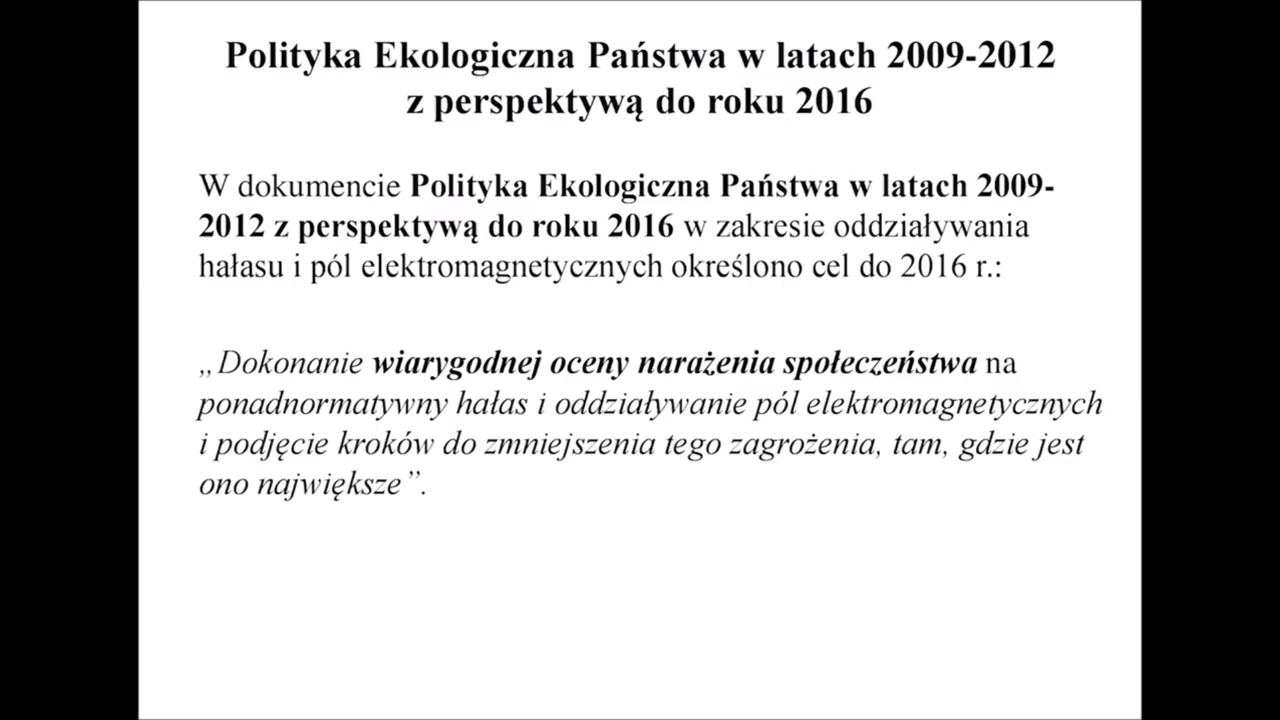 Polityka Ekologiczna Państwa w latach 2009-2012
z perspektywą do roku 2016
W dokumencie Polityka Ekologiczna Państwa w latach 2009-
2012 z perspektywą do roku 2016 w zakresie oddziaływania
hałasu i pól elektromagnetycznych określono cel do 2016 r.:
„Dokonanie wiarygodnej oceny narażenia społeczeństwa na
ponadnormatywny hałas i oddziaływanie pól elektromagnetycznych
i podjęcie kroków do zmniejszenia tego zagrożenia, tam, gdzie jest
ono największe”.